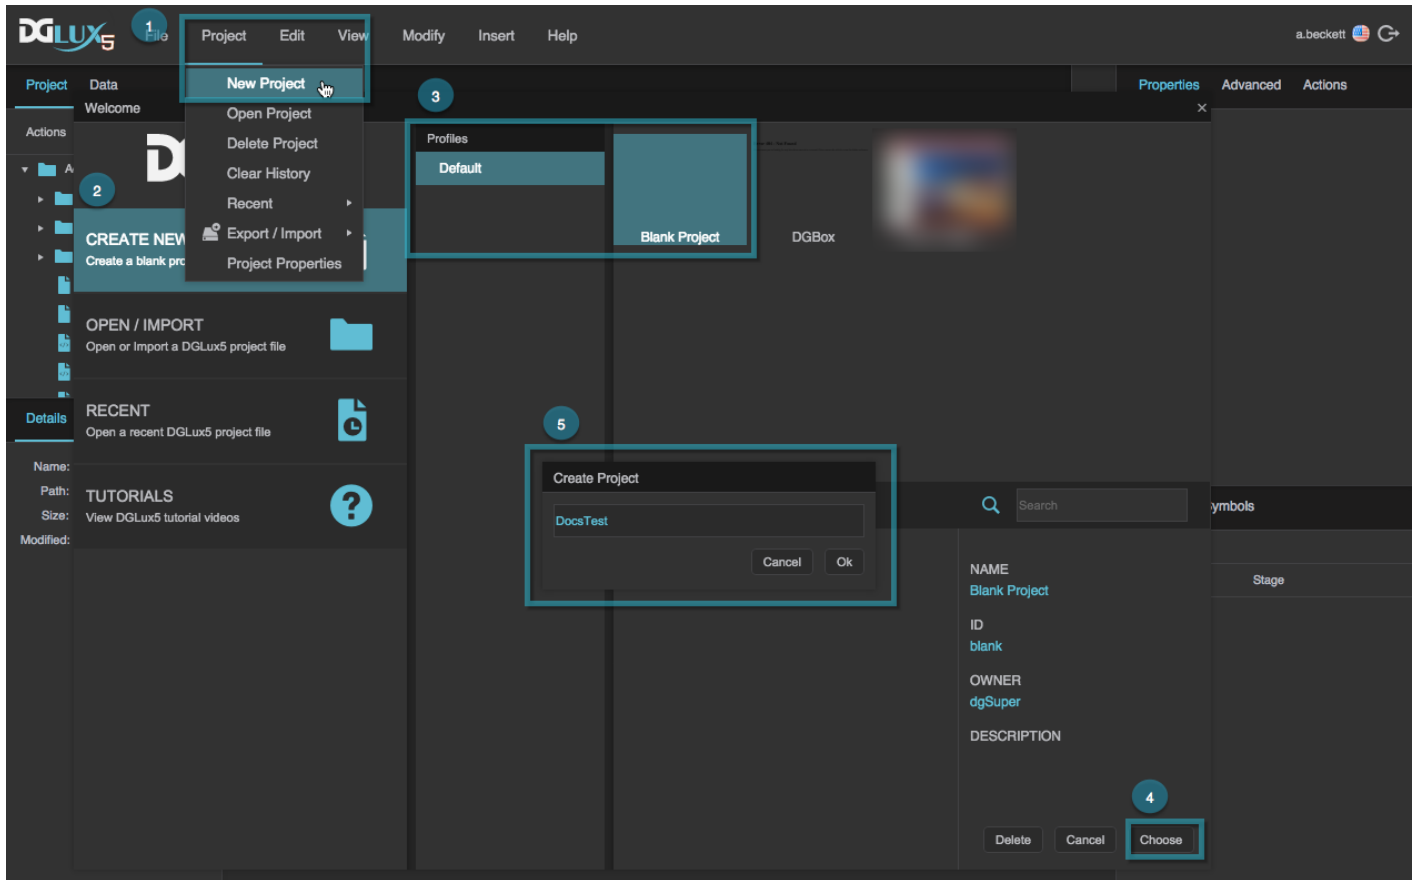 DGLUX5
1
File
Project
Edit
View
Modify
Insert
Help
a.beckett
Project
Data
New Project
Properties
Advanced
Actions
Welcome
3
Open Project
Actions
Delete Project
Profiles
Clear History
Default
2
Recent
Export / Import
Project Properties
CREATE NEW
Create a blank pro
Blank Project
DGBox
OPEN / IMPORT
Open or Import a DGLux5 project file
RECENT
Open a recent DGLux5 project file
Details
5
Name:
Path:
Size:
Modified:
TUTORIALS
View DGLux5 tutorial videos
Create Project
DocsTest
Cancel
Ok
Search
ymbols
Stage
NAME
Blank Project
ID
blank
OWNER
dgSuper
DESCRIPTION
4
Delete
Cancel
Choose